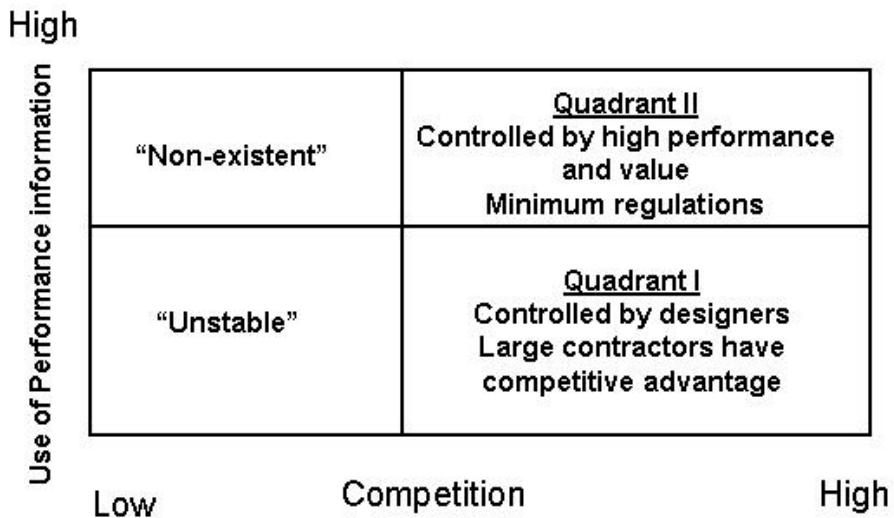 High
Use of Performance information
“Non-existent”
Quadrant II
Controlled by high performance
and value
Minimum regulations
“Unstable”
Quadrant I
Controlled by designers
Large contractors have
competitive advantage
Low
Competition
High